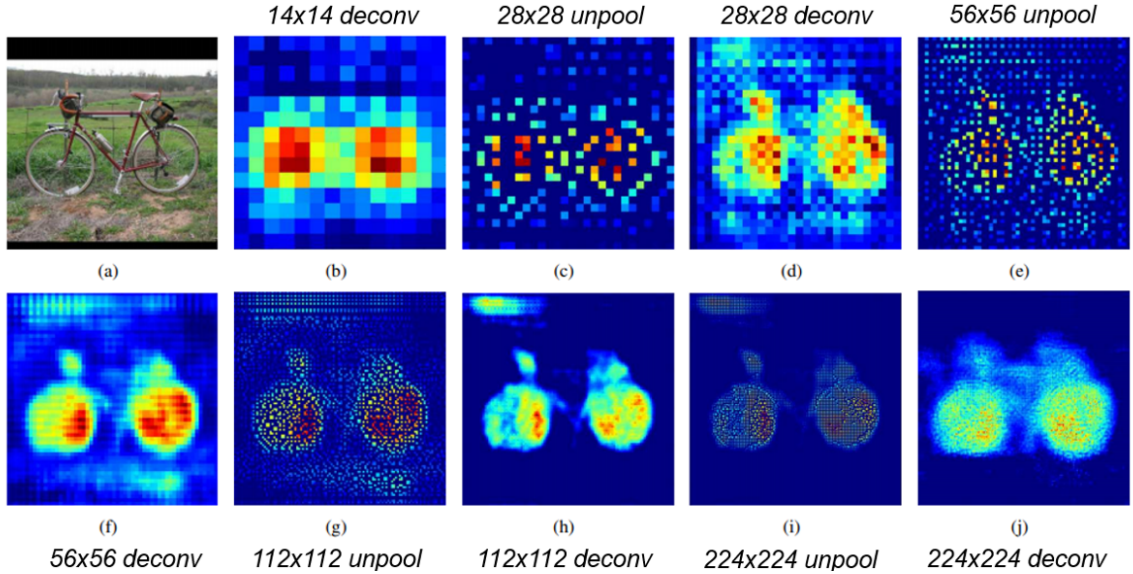 14x14 deconv 28x28 unpool 28x28 deconv 56x56 unpool
(a) (b) (c) (d) (e)
(f) (g) (h) (i) (j)
56x56 deconv 112x112 unpool 112x112 deconv 224x224 unpool 224x224 deconv